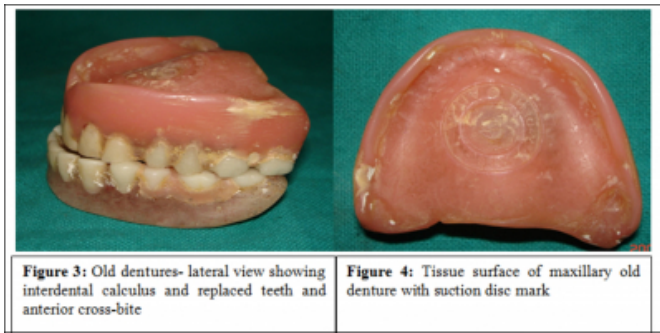 Figure 3: Old dentures- lateral view showing
interdental calculus and replaced teeth and
anterior cross-bite
Figure 4: Tissue surface of maxillary old
denture with suction disc mark